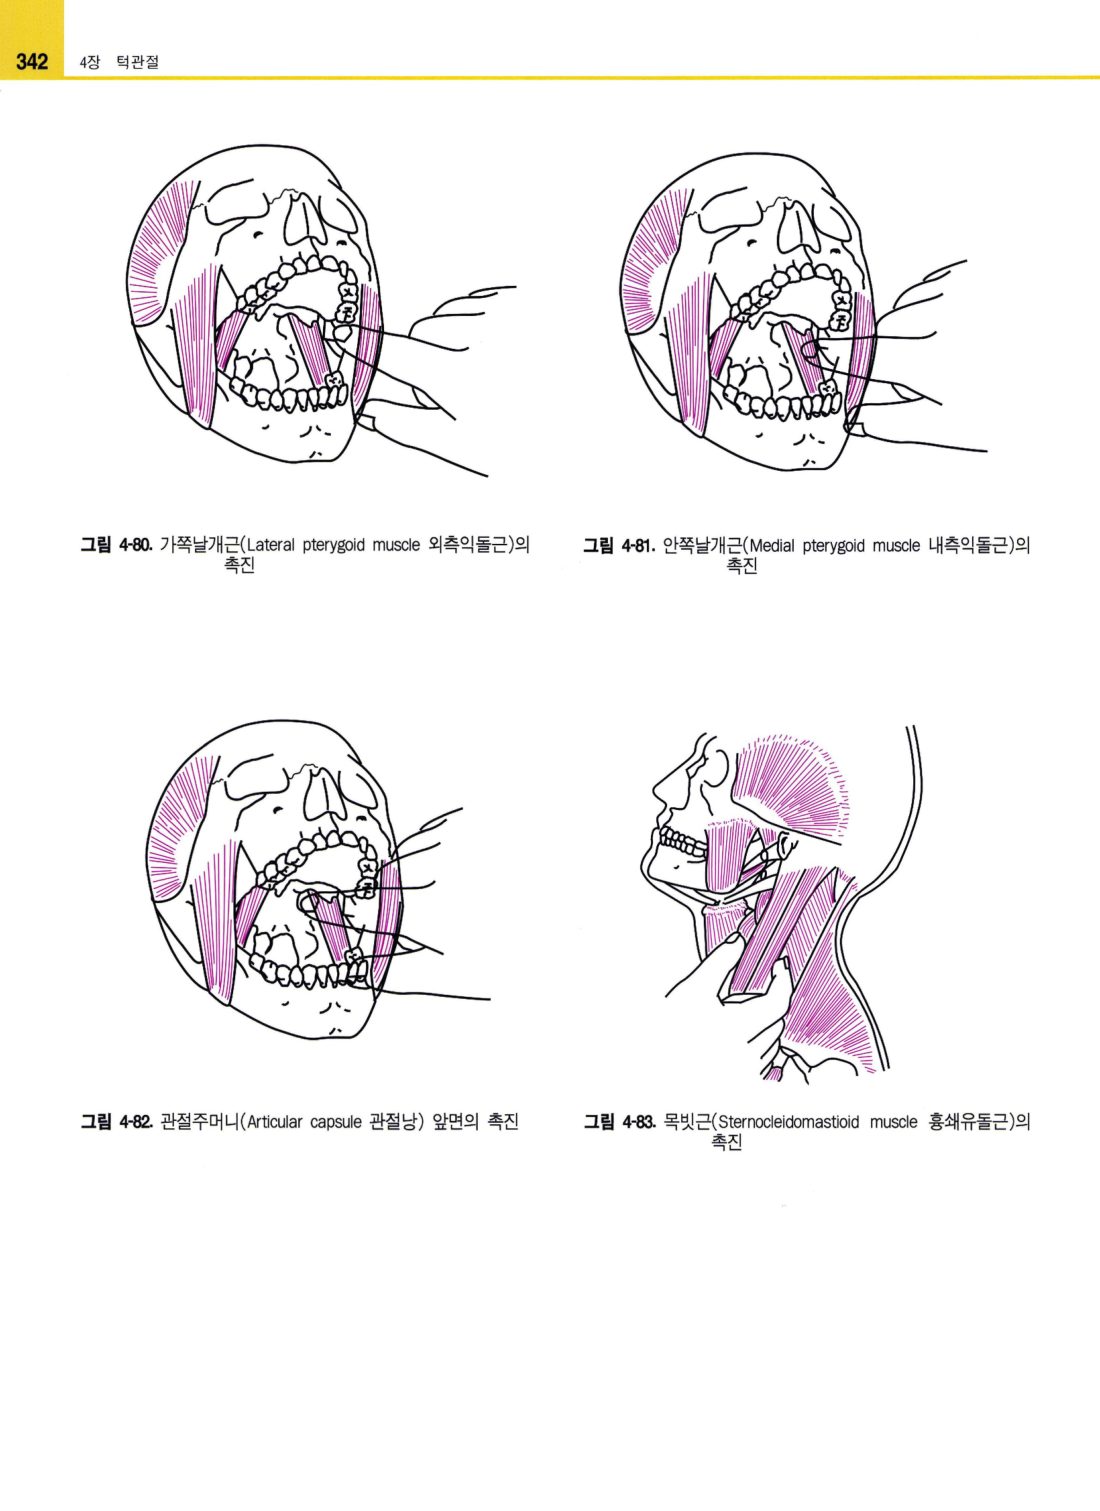 342 4장 턱관절
그림 4-80. 가쪽날개근(Lateral pterygoid muscle 외측익돌근)의
촉진
그림 4-81. 안쪽날개근(Medial pterygoid muscle 내측익돌근)의
촉진
그림 4-82. 관절주머니(Articular capsule 관절낭) 앞면의 촉진
그림 4-83. 목빗근(Sternocleidomastioid muscle 흉쇄유돌근)의
촉진